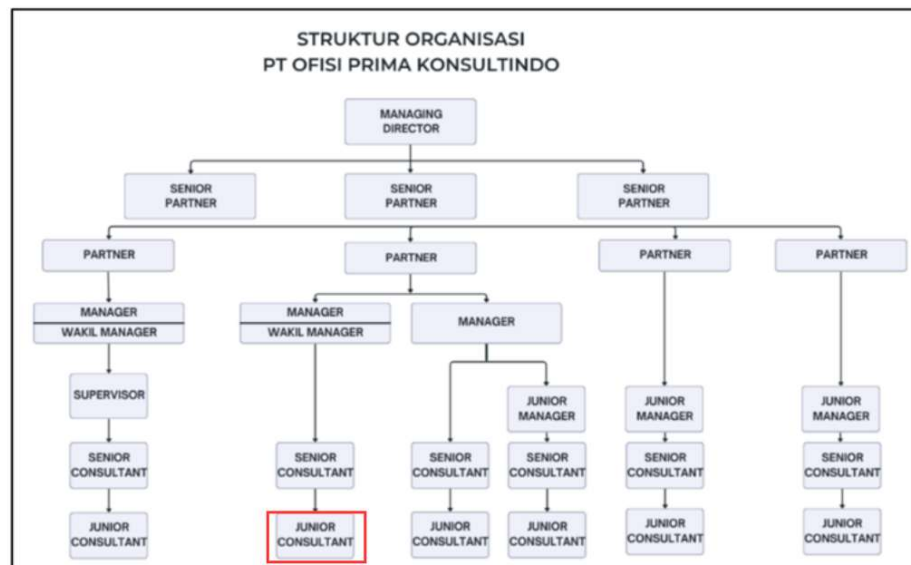 STRUKTUR ORGANISASI
PT OFISI PRIMA KONSULTINDO
MANAGING
DIRECTOR
SENIOR
PARTNER
SENIOR
PARTNER
SENIOR
PARTNER
PARTNER
PARTNER
PARTNER
PARTNER
MANAGER
WAKIL MANAGER
MANAGER
WAKIL MANAGER
MANAGER
SUPERVISOR
JUNIOR
MANAGER
JUNIOR
MANAGER
JUNIOR
MANAGER
SENIOR
CONSULTANT
SENIOR
CONSULTANT
SENIOR
CONSULTANT
SENIOR
CONSULTANT
SENIOR
CONSULTANT
SENIOR
CONSULTANT
JUNIOR
CONSULTANT
JUNIOR
CONSULTANT
JUNIOR
CONSULTANT
JUNIOR
CONSULTANT
JUNIOR
CONSULTANT
JUNIOR
CONSULTANT